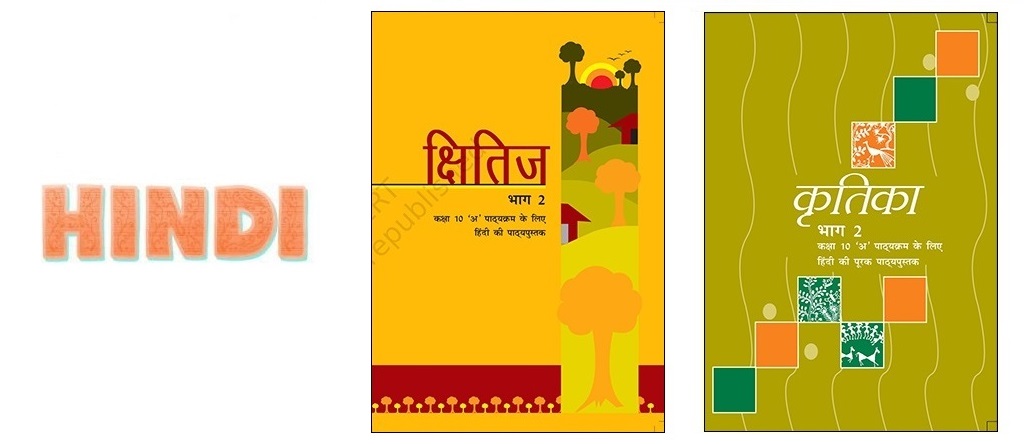 HINDI
क्षितिज
भाग 2
कक्षा 10 'अ' पाठ्यक्रम के लिए
हिंदी की पाठ्यपुस्तक
कृतिका
भाग 2
कक्षा 10 'अ' पाठ्यक्रम के लिए
हिंदी की पूरक पाठ्यपुस्तक